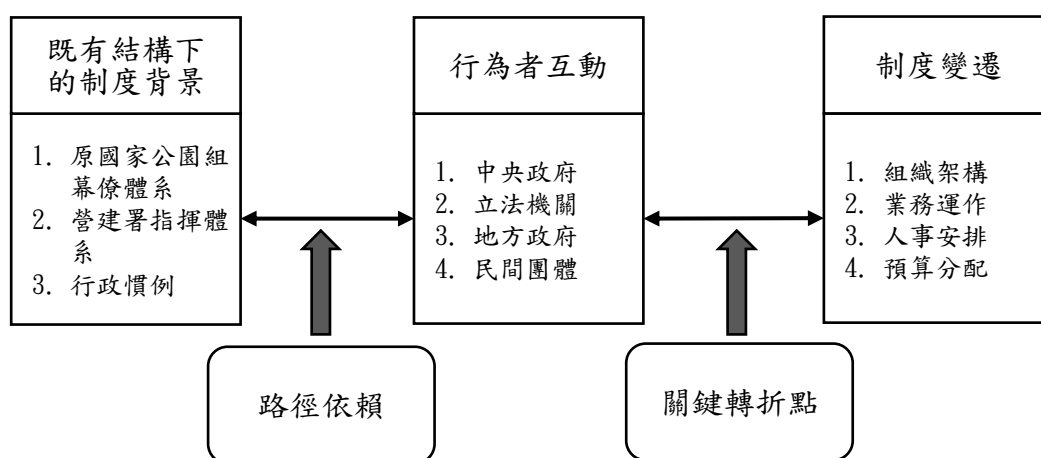 既有結構下
的制度背景
1. 原國家公園組
幕僚體系
2. 營建署指揮體
系
3. 行政慣例
行為者互動
1. 中央政府
2. 立法機關
3. 地方政府
4. 民間團體
制度變遷
1. 組織架構
2. 業務運作
3. 人事安排
4. 預算分配
路徑依賴
關鍵轉折點